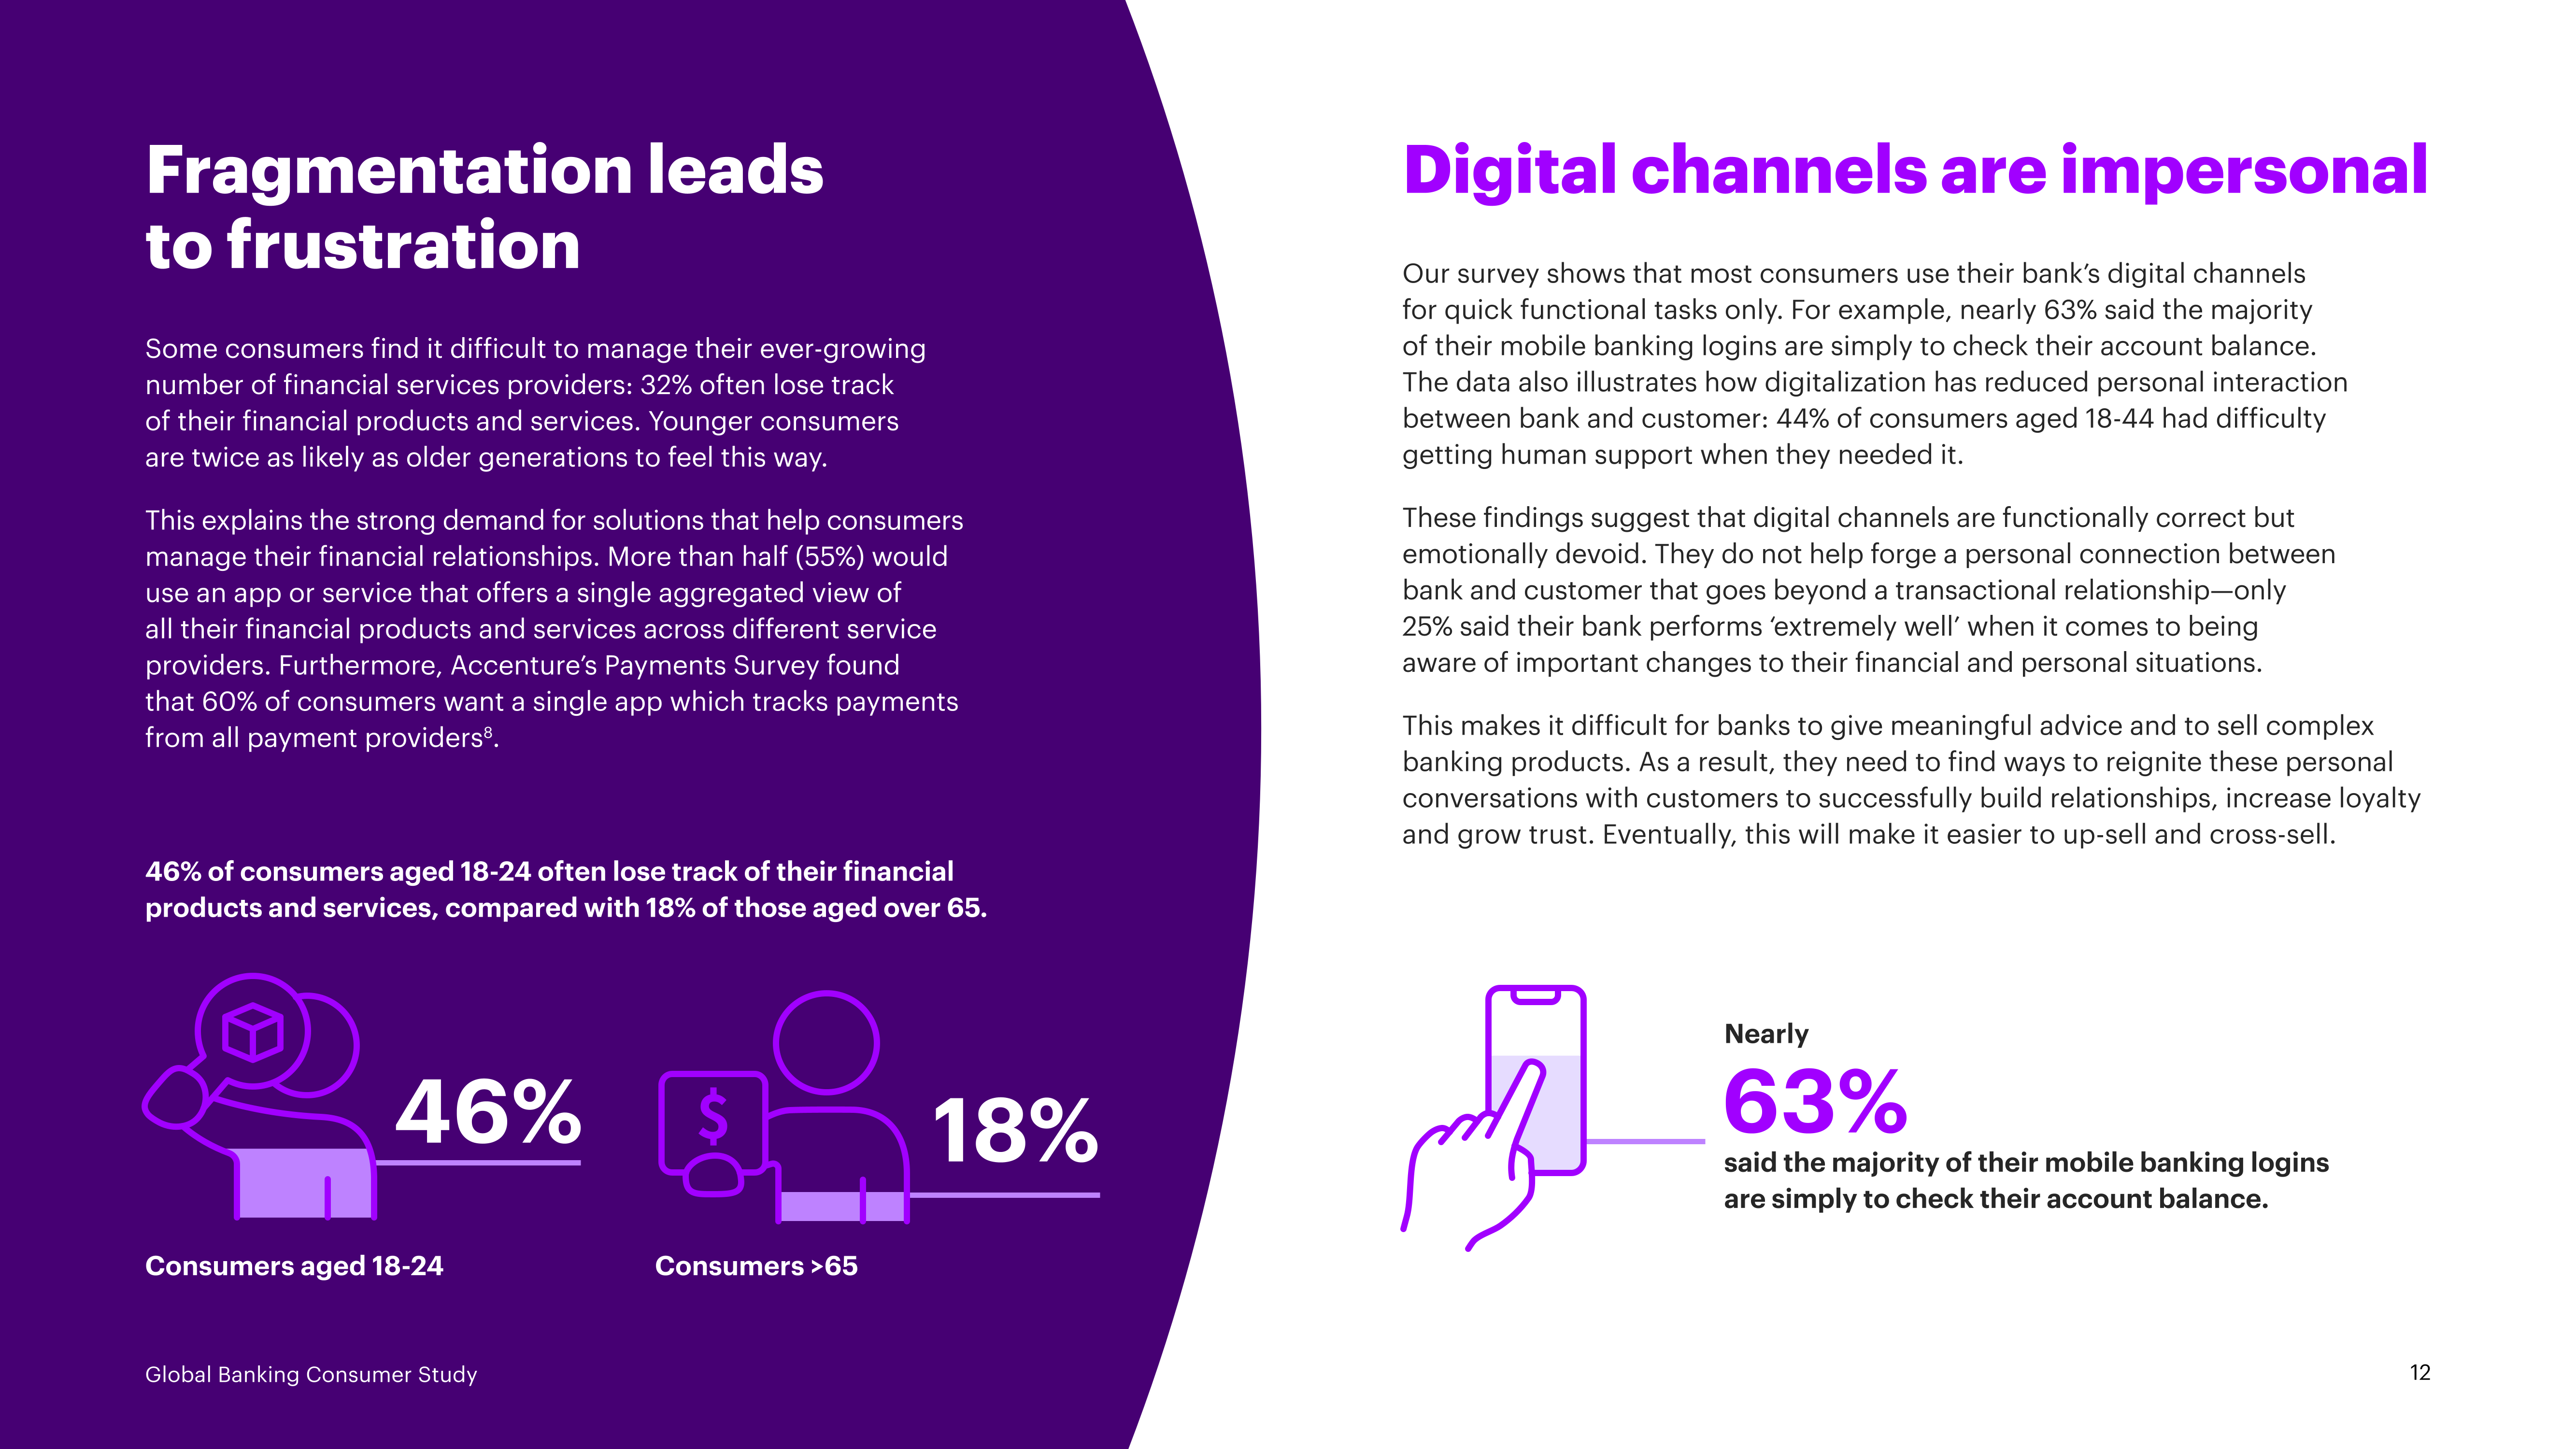 Fragmentation leads
to frustration
Some consumers find it difficult to manage their ever-growing
number of financial services providers: 32% often lose track
of their financial products and services. Younger consumers
are twice as likely as older generations to feel this way.
This explains the strong demand for solutions that help consumers
manage their financial relationships. More than half (55%) would
use an app or service that offers a single aggregated view of
all their financial products and services across different service
providers. Furthermore, Accenture’s Payments Survey found
that 60% of consumers want a single app which tracks payments
from all payment providers⁸.
46% of consumers aged 18-24 often lose track of their financial
products and services, compared with 18% of those aged over 65.
46%
$
18%
Consumers aged 18-24
Consumers >65
Global Banking Consumer Study
Digital channels are impersonal
Our survey shows that most consumers use their bank’s digital channels
for quick functional tasks only. For example, nearly 63% said the majority
of their mobile banking logins are simply to check their account balance.
The data also illustrates how digitalization has reduced personal interaction
between bank and customer: 44% of consumers aged 18-44 had difficulty
getting human support when they needed it.
These findings suggest that digital channels are functionally correct but
emotionally devoid. They do not help forge a personal connection between
bank and customer that goes beyond a transactional relationship—only
25% said their bank performs ‘extremely well’ when it comes to being
aware of important changes to their financial and personal situations.
This makes it difficult for banks to give meaningful advice and to sell complex
banking products. As a result, they need to find ways to reignite these personal
conversations with customers to successfully build relationships, increase loyalty
and grow trust. Eventually, this will make it easier to up-sell and cross-sell.
Nearly
63%
said the majority of their mobile banking logins
are simply to check their account balance.
12